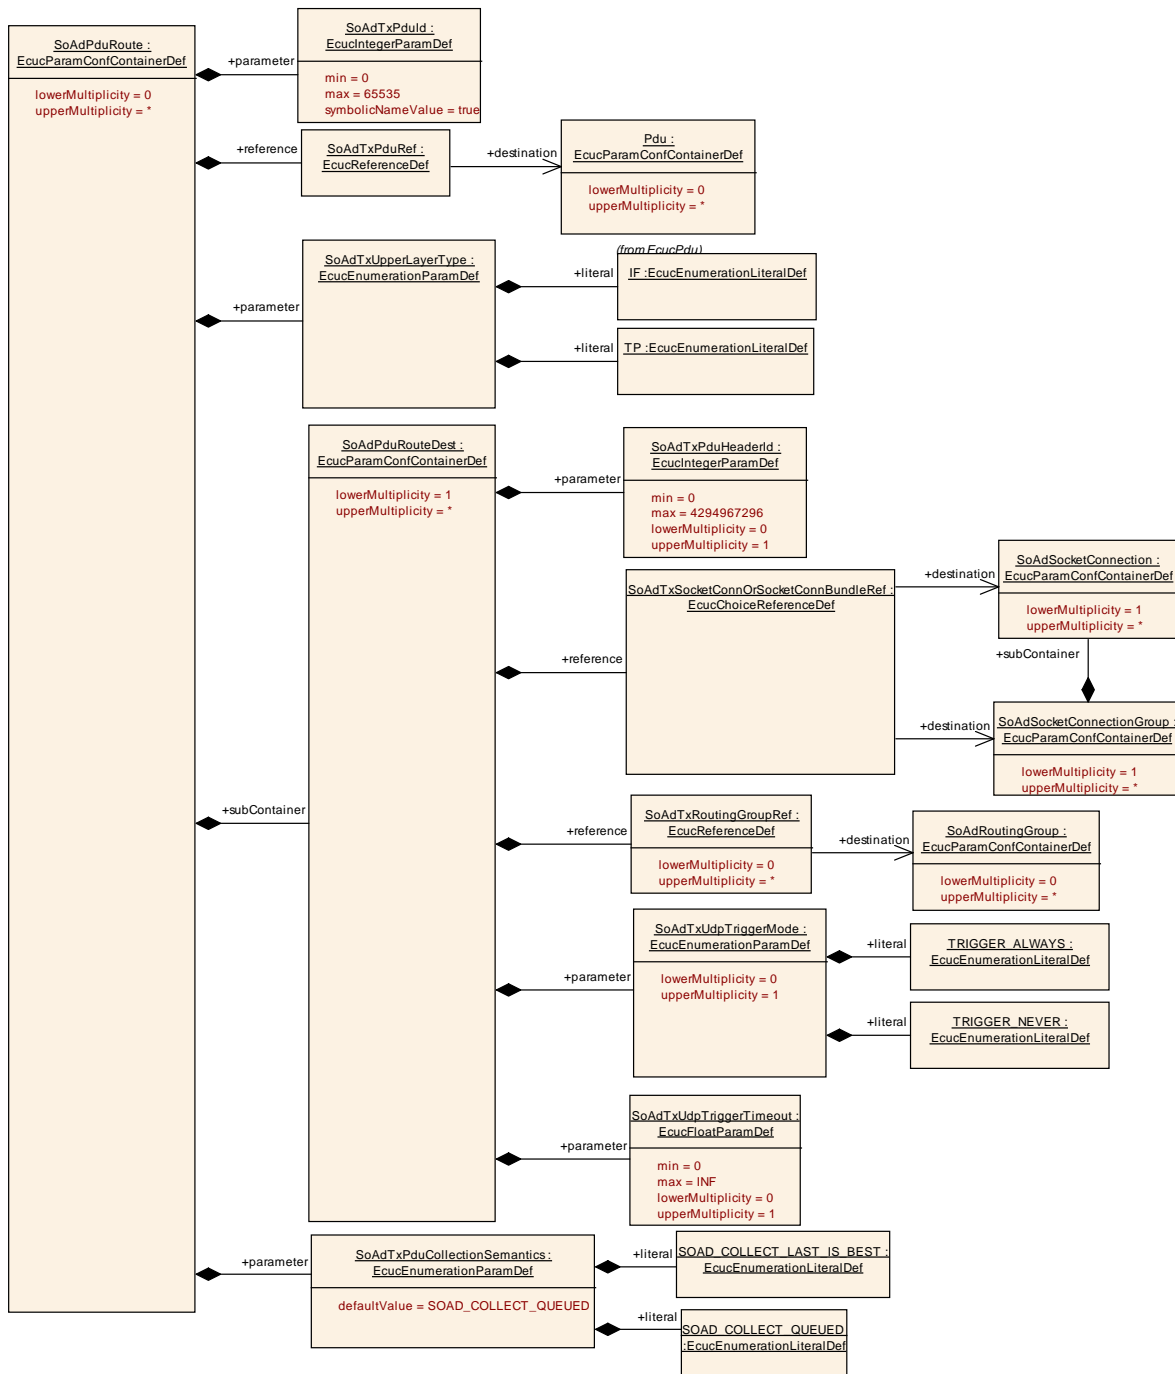 SoAdPduRoute :
EcucParamConfContainerDef
lowerMultiplicity = 0
upperMultiplicity = *
+parameter
SoAdTxPduId :
EcucIntegerParamDef
min = 0
max = 65535
symbolicNameValue = true
+reference
SoAdTxPduRef :
EcucReferenceDef
+destination
Pdu :
EcucParamConfContainerDef
lowerMultiplicity = 0
upperMultiplicity = *
(from EcucPdu)
+parameter
SoAdTxUpperLayerType :
EcucEnumerationParamDef
+literal
IF :EcucEnumerationLiteralDef
+literal
TP :EcucEnumerationLiteralDef
+subContainer
SoAdPduRouteDest :
EcucParamConfContainerDef
lowerMultiplicity = 1
upperMultiplicity = *
+parameter
SoAdTxPduHeaderId :
EcucIntegerParamDef
min = 0
max = 4294967296
lowerMultiplicity = 0
upperMultiplicity = 1
+reference
SoAdTxSocketConnOrSocketConnBundleRef :
EcucChoiceReferenceDef
+destination
SoAdSocketConnection :
EcucParamConfContainerDef
lowerMultiplicity = 1
upperMultiplicity = *
+subContainer
+destination
SoAdSocketConnectionGroup :
EcucParamConfContainerDef
lowerMultiplicity = 1
upperMultiplicity = *
+reference
SoAdTxRoutingGroupRef :
EcucReferenceDef
lowerMultiplicity = 0
upperMultiplicity = *
+destination
SoAdRoutingGroup :
EcucParamConfContainerDef
lowerMultiplicity = 0
upperMultiplicity = *
+parameter
SoAdTxUdpTriggerMode :
EcucEnumerationParamDef
lowerMultiplicity = 0
upperMultiplicity = 1
+literal
TRIGGER_ALWAYS :
EcucEnumerationLiteralDef
+literal
TRIGGER_NEVER :
EcucEnumerationLiteralDef
+parameter
SoAdTxUdpTriggerTimeout :
EcucFloatParamDef
min = 0
max = INF
lowerMultiplicity = 0
upperMultiplicity = 1
+parameter
SoAdTxPduCollectionSemantics :
EcucEnumerationParamDef
defaultValue = SOAD_COLLECT_QUEUED
+literal
SOAD_COLLECT_LAST_IS_BEST :
EcucEnumerationLiteralDef
+literal
SOAD_COLLECT_QUEUED
:EcucEnumerationLiteralDef